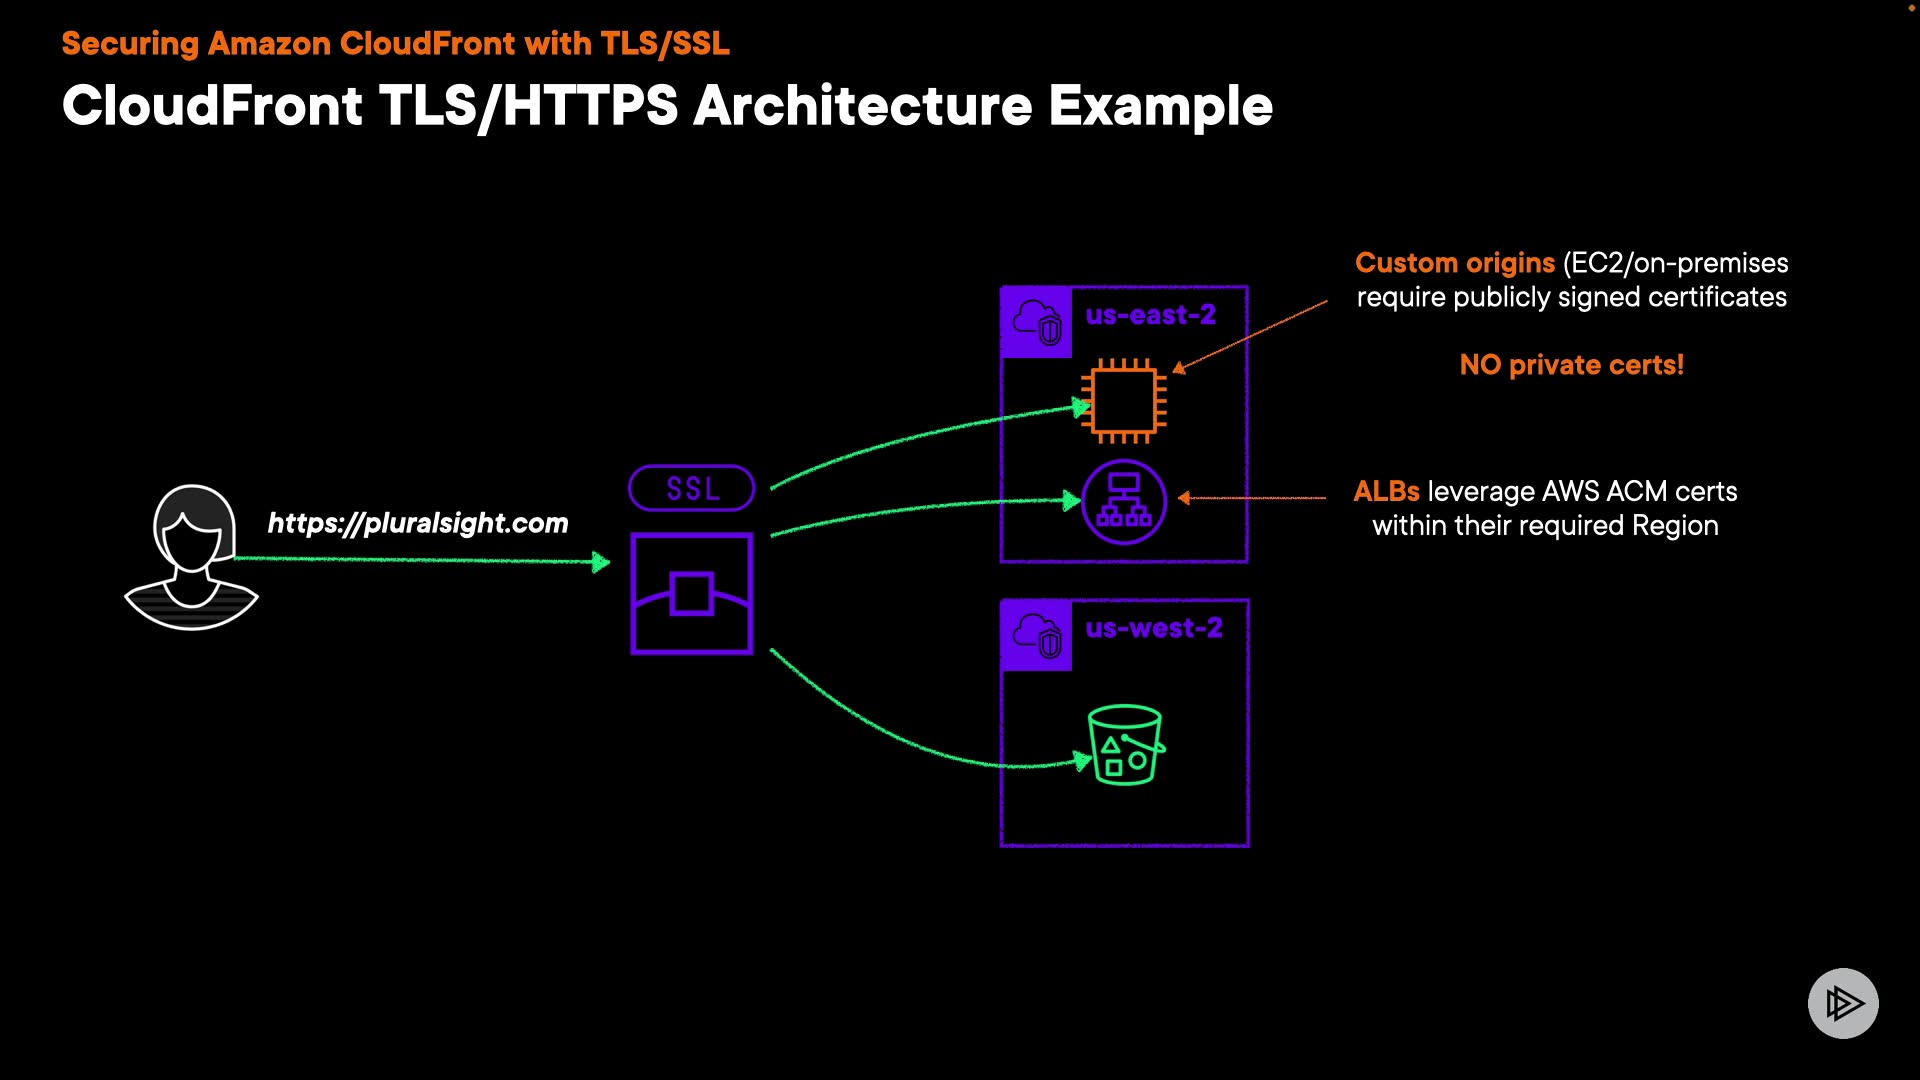 Securing Amazon CloudFront with TLS/SSL
CloudFront TLS/HTTPS Architecture Example
Custom origins (EC2/on-premises
require publicly signed certificates
us-east-2
NO private certs!
SSL
https://pluralsight.com
ALBs leverage AWS ACM certs
within their required Region
us-west-2